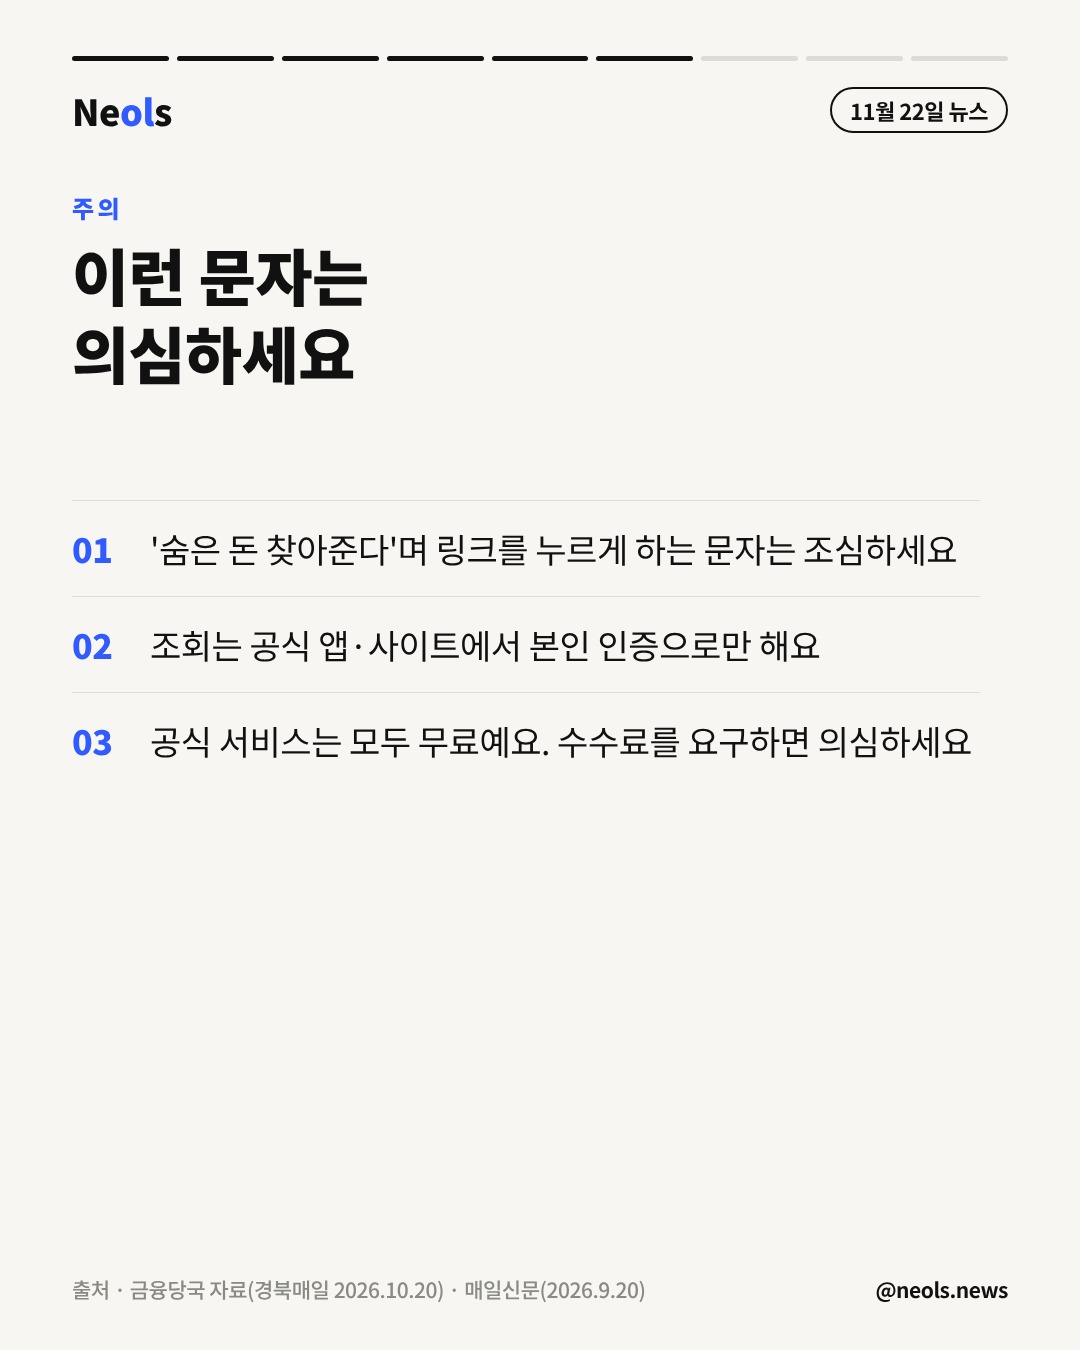 Neols
11월 22일 뉴스
주의
이런 문자는
의심하세요
01 '숨은 돈 찾아준다'며 링크를 누르게 하는 문자는 조심하세요
02 조회는 공식 앱·사이트에서 본인 인증으로만 해요
03 공식 서비스는 모두 무료예요. 수수료를 요구하면 의심하세요
출처 · 금융당국 자료(경북매일 2026.10.20) · 매일신문(2026.9.20)
@neols.news